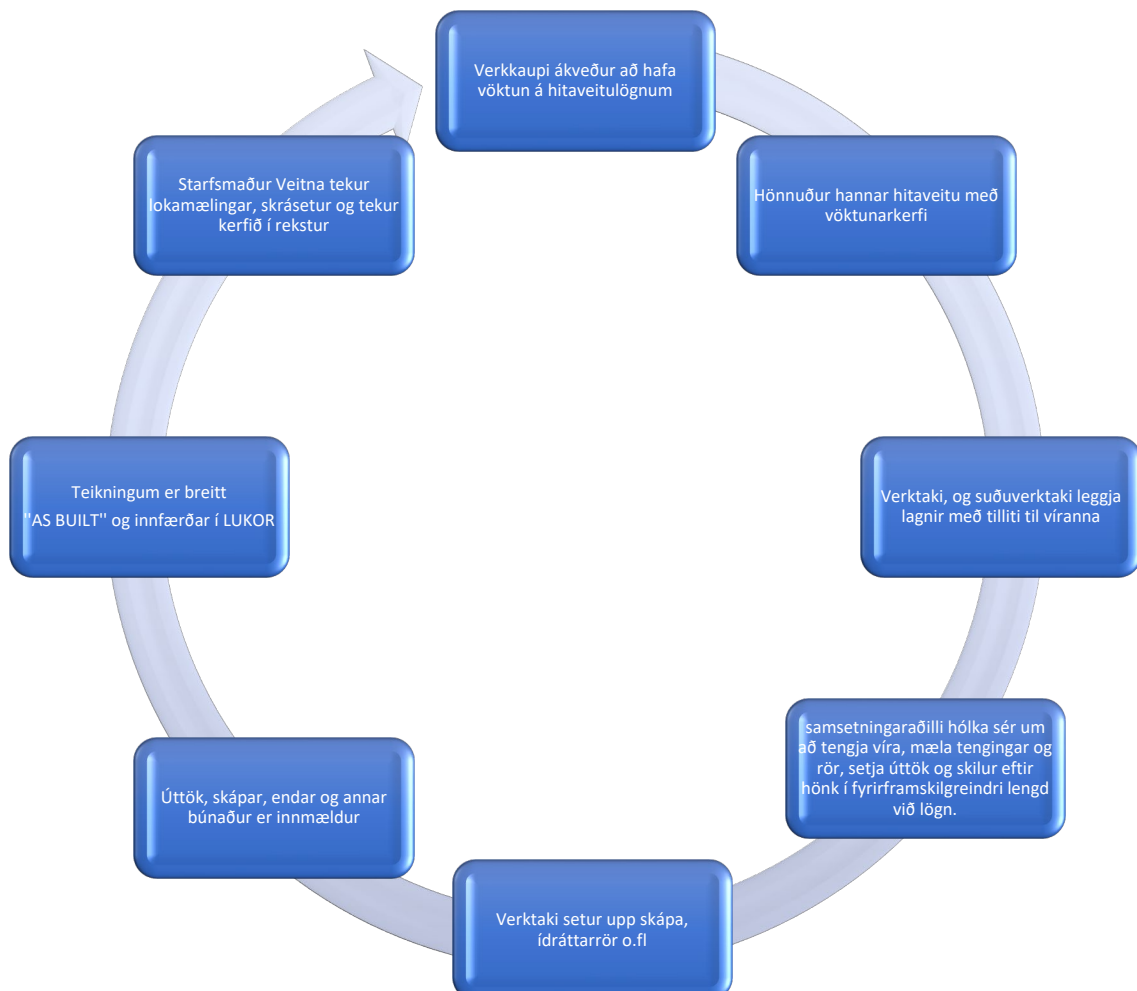 Verkkaupi ákveður að hafa
vöktun á hitaveitulögnum
Hönnuður hannar hitaveitu með
vöktunarkerfi
Verktaki, og suðuverktaki leggja
lagnir með tilliti til víranna
samsetningaraðilli hólka sér um
að tengja víra, mæla tengingar og
rör, setja úttök og skilur eftir
hönk í fyrirframskilgreindri lengd
við lögn.
Verktaki setur upp skápa,
ídráttarrör o.fl
Úttök, skápar, endar og annar
búnaður er innmældur
Teikningum er breitt
"AS BUILT" og innfærðar í LUKOR
Starfsmaður Veitna tekur
lokamælingar, skrásetur og tekur
kerfið í rekstur